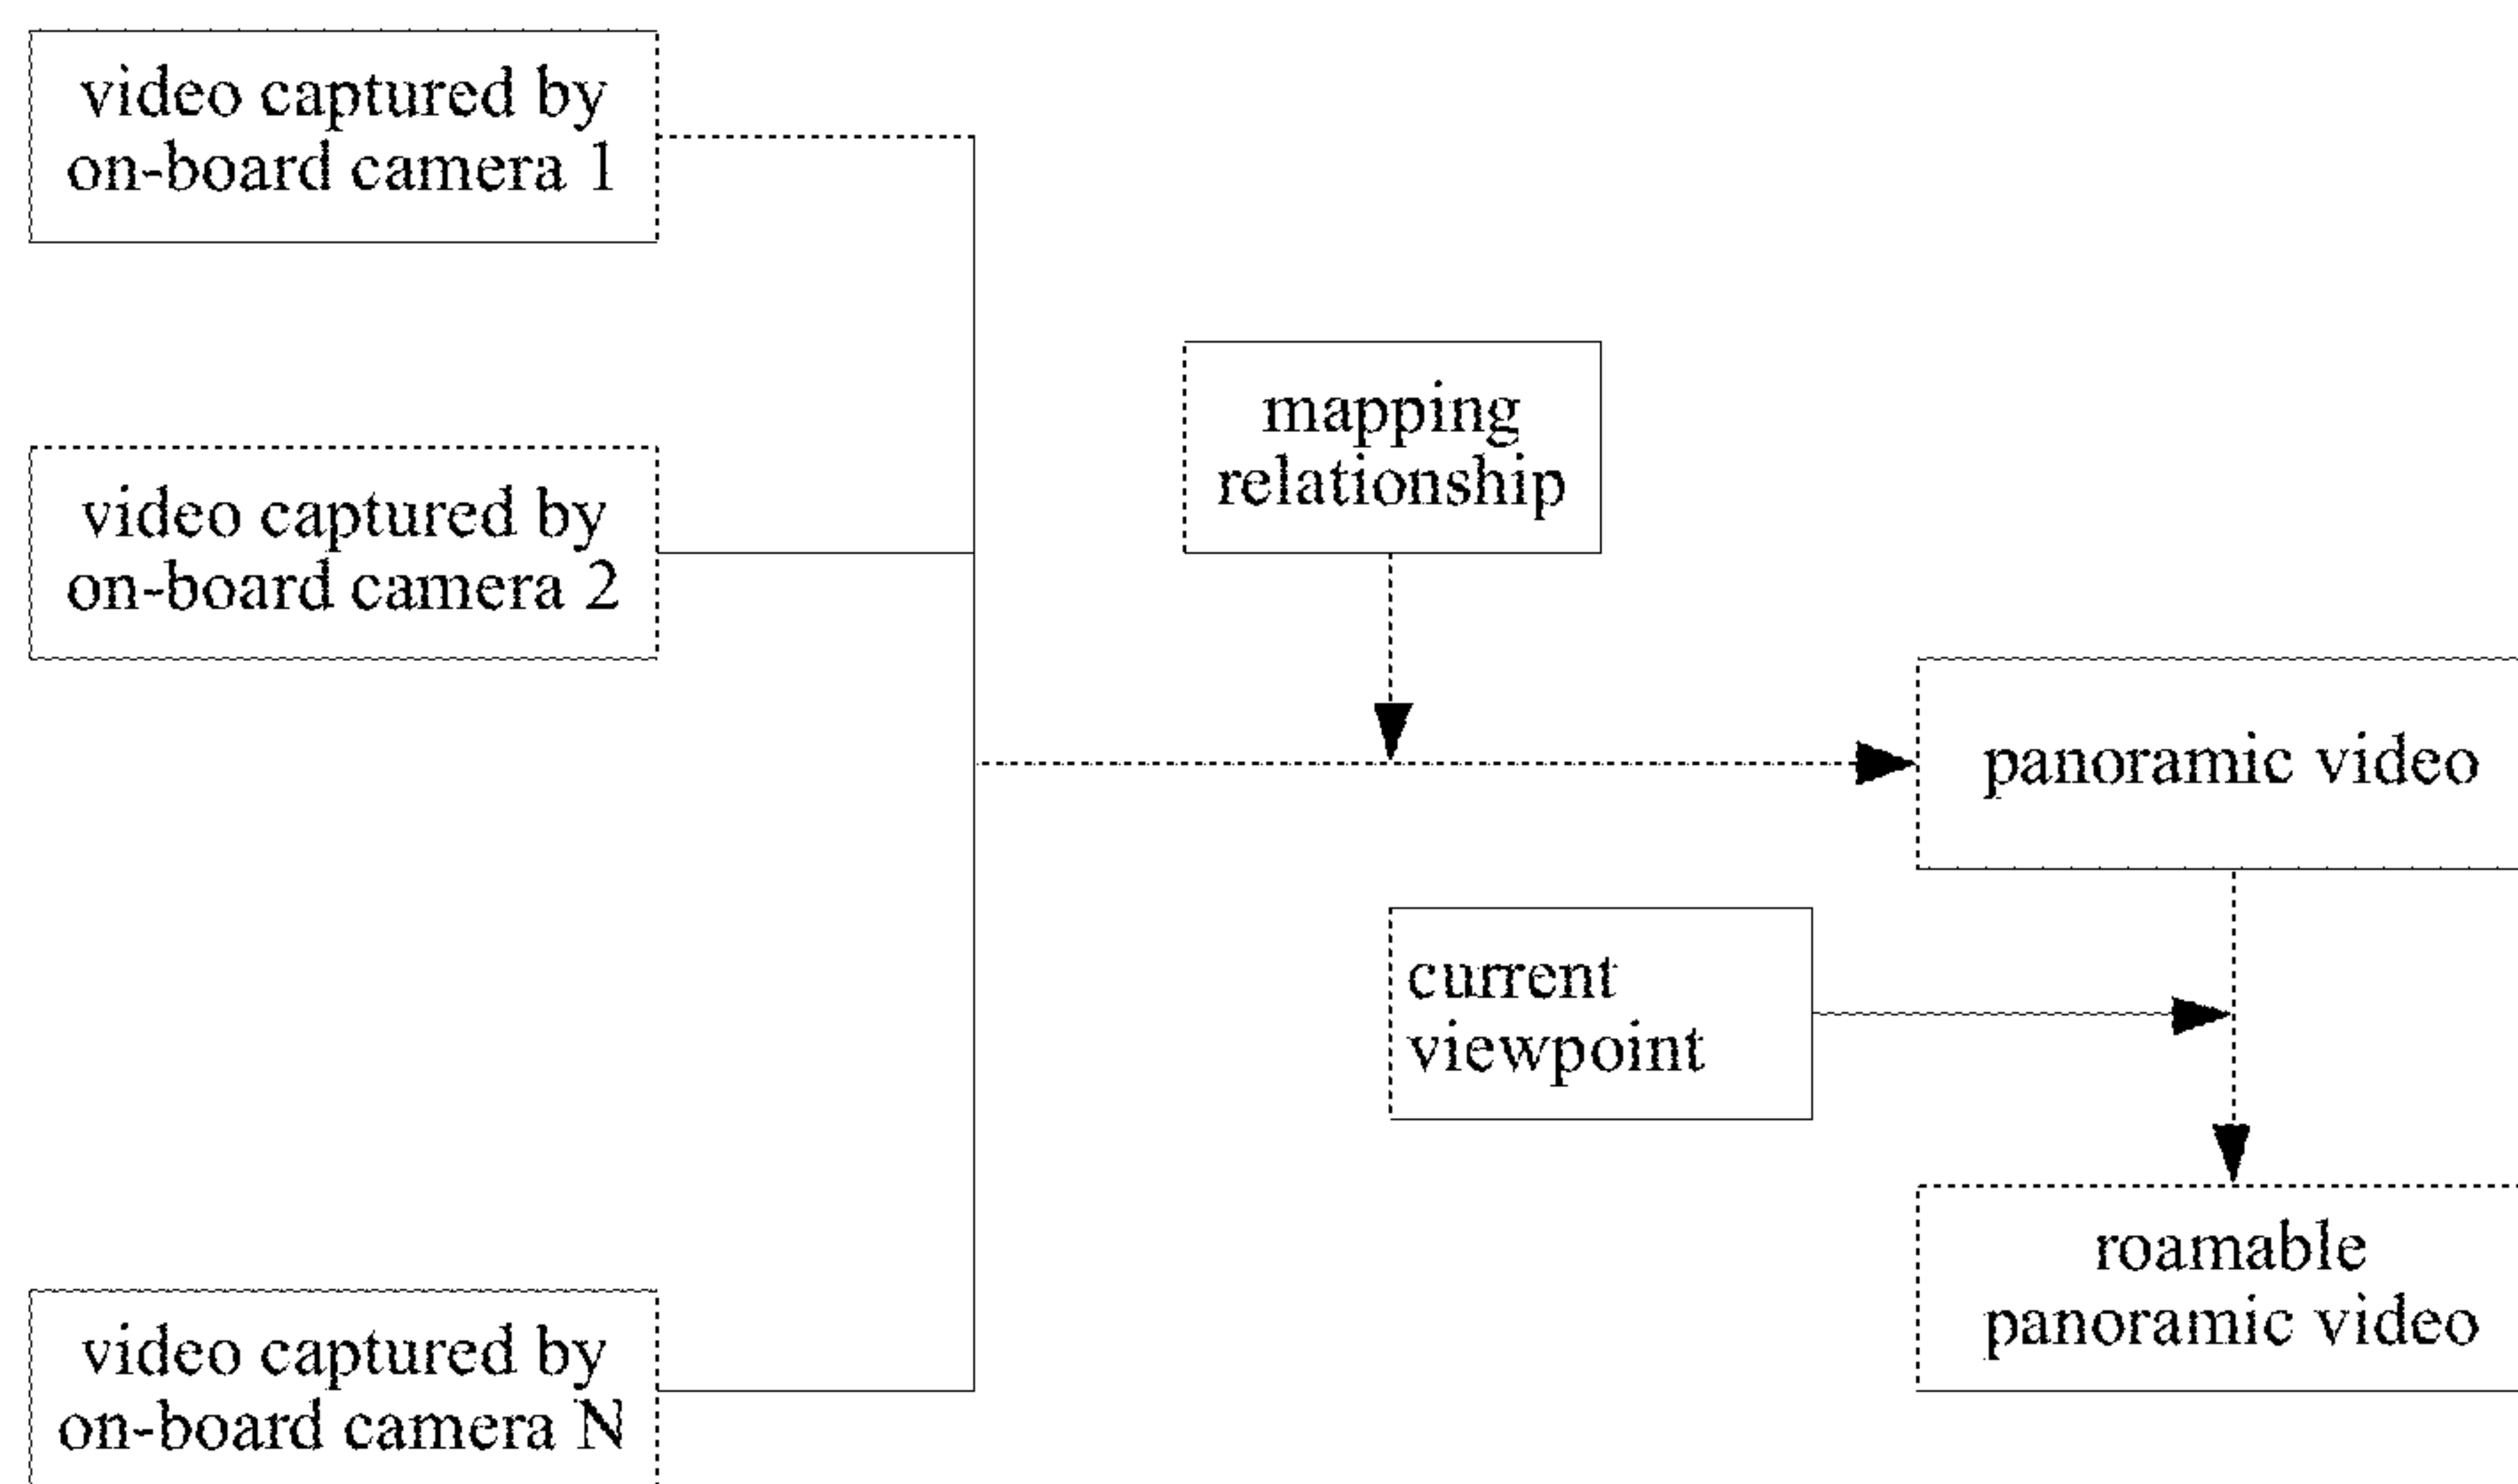 video captured by
on-board camera 1
mapping
relationship
video captured by
on-board camera 2
panoramic video
current
viewpoint
roamable
panoramic video
video captured by
on-board camera N